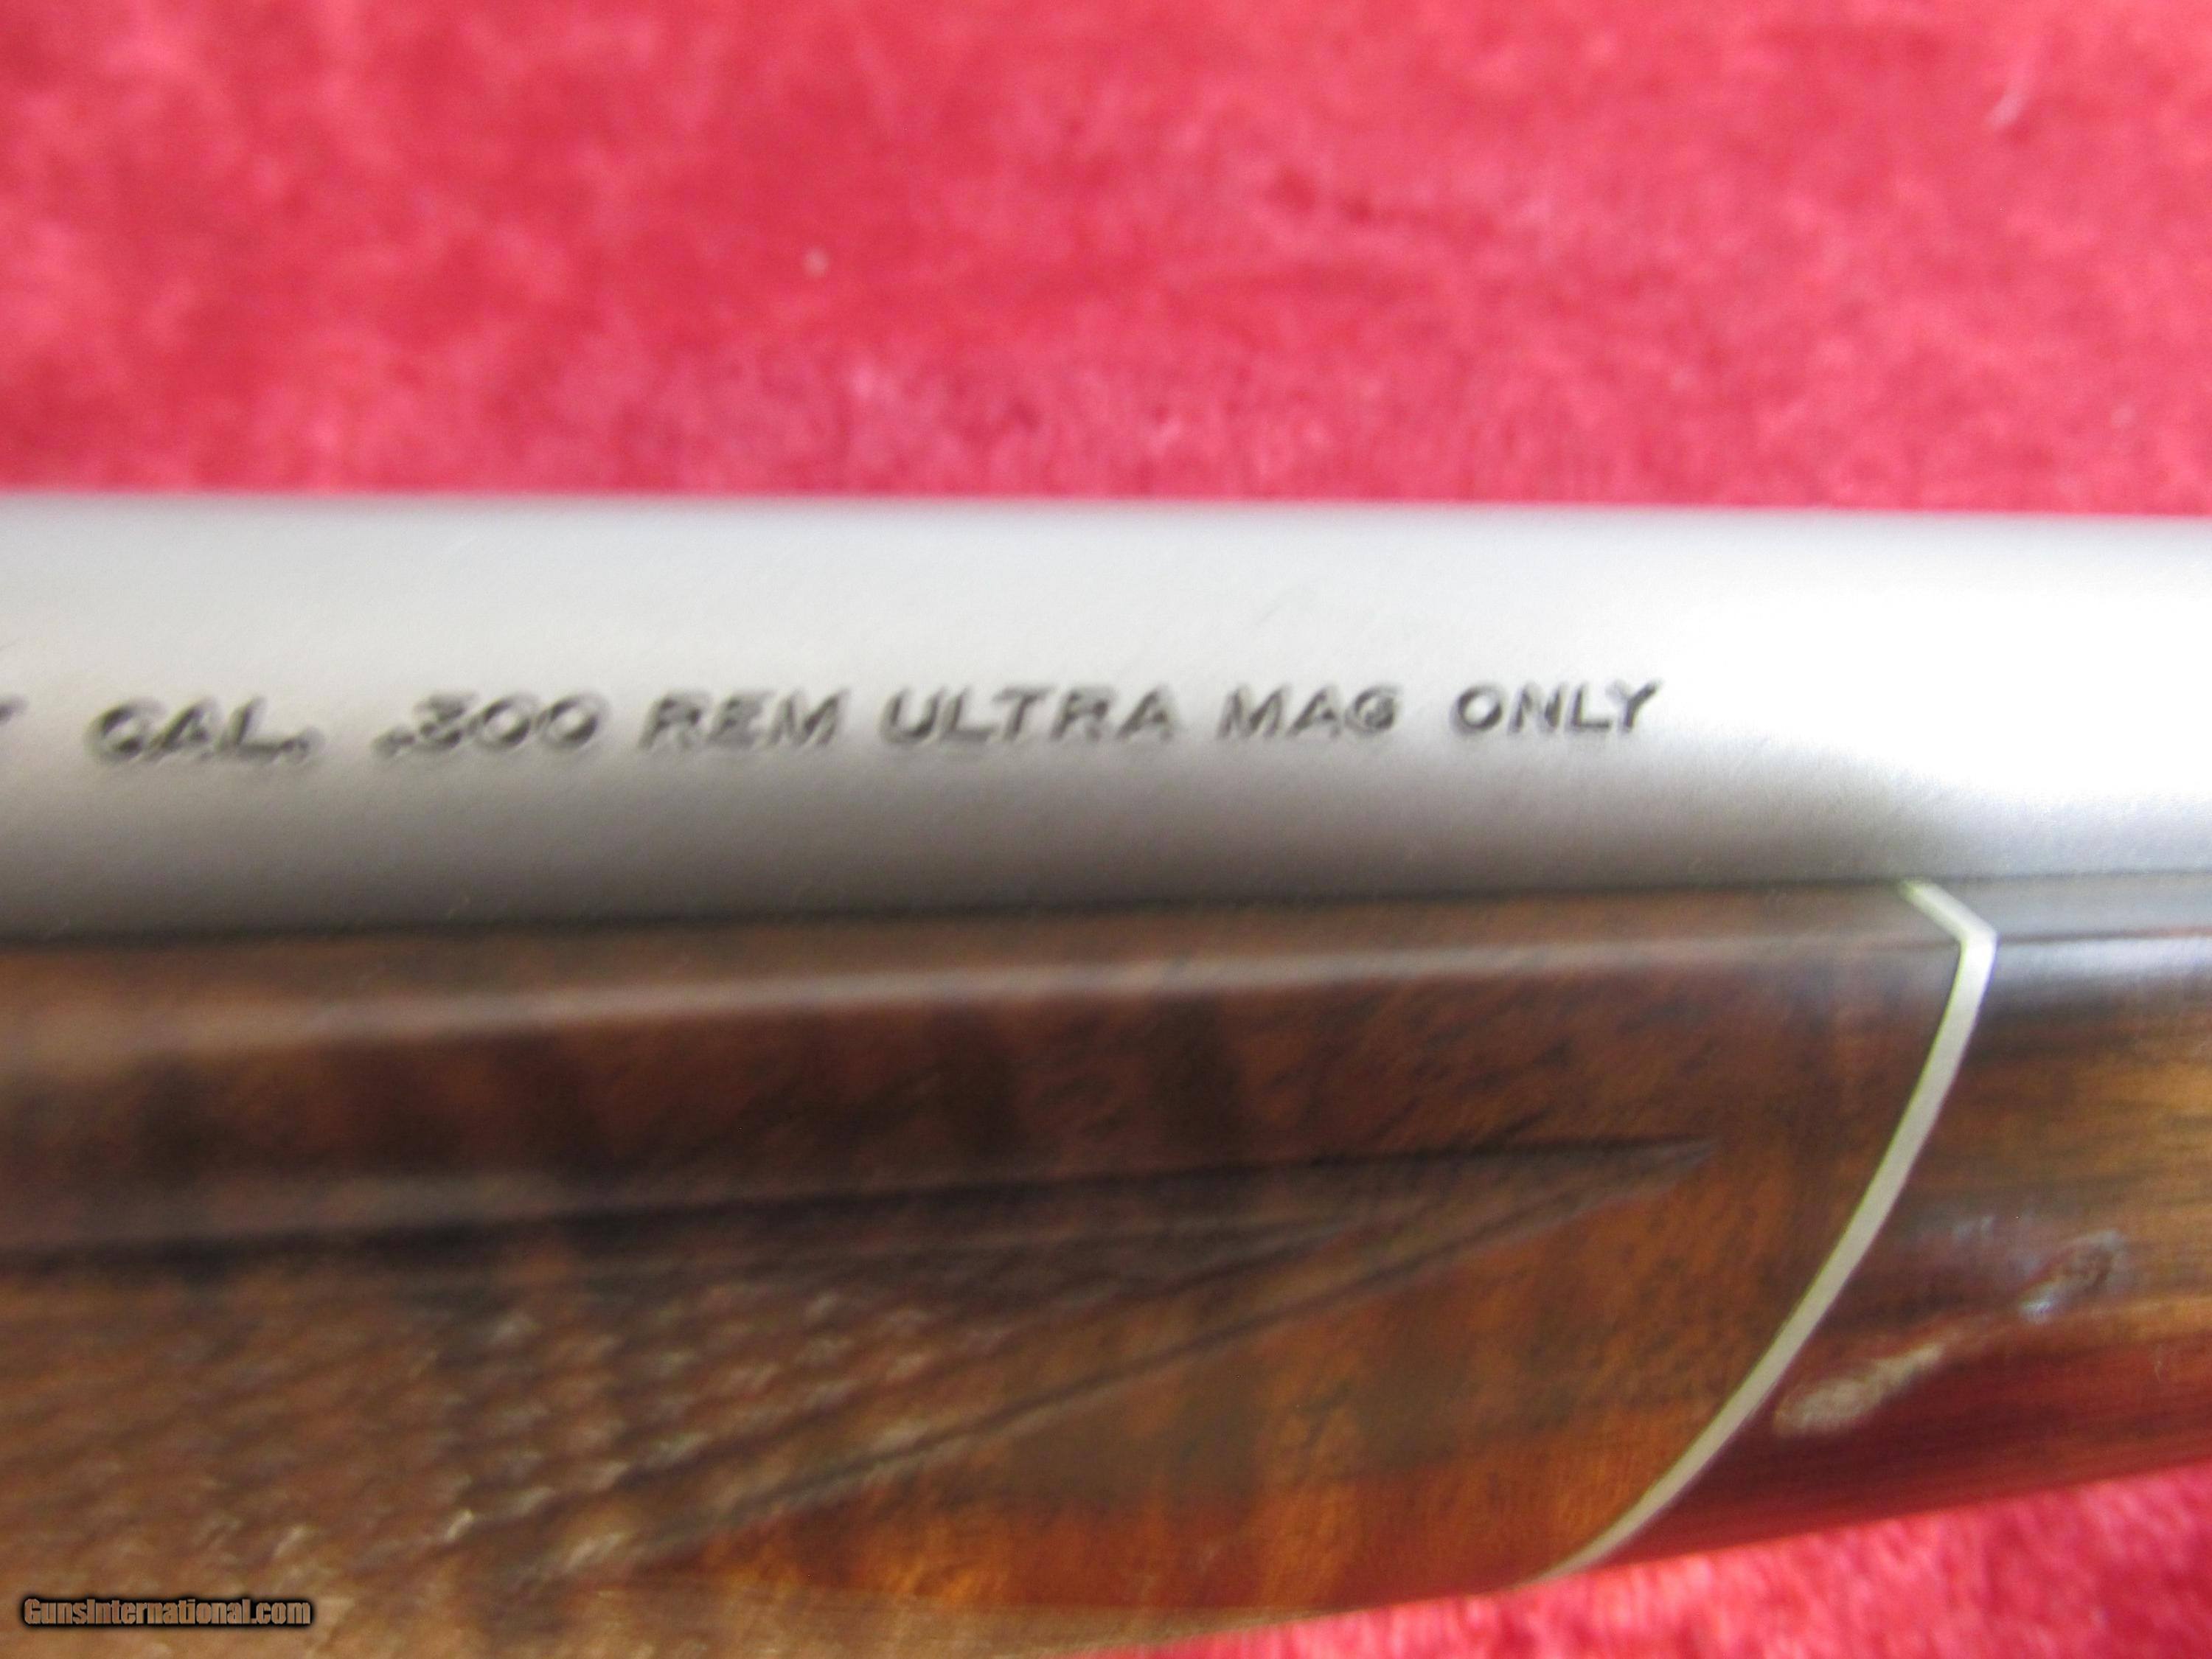 CAL. .300 REM ULTRA MAG ONLY
GunsInternational.com